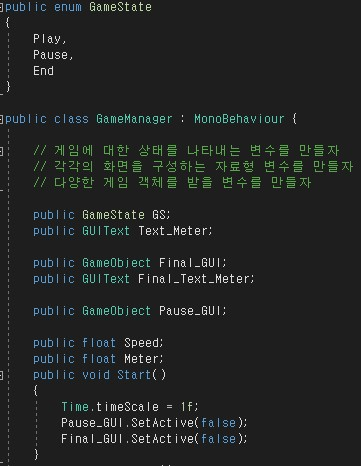 public enum GameState
{
Play,
Pause,
End
}
public class GameManager : MonoBehaviour {
// 게임에 대한 상태를 나타내는 변수를 만들자
// 각각의 화면을 구성하는 자료형 변수를 만들자
// 다양한 게임 객체를 받을 변수를 만들자
public GameState GS;
public GUIText Text_Meter;
public GameObject Final_GUI;
public GUIText Final_Text_Meter;
public GameObject Pause_GUI;
public float Speed;
public float Meter;
public void Start()
{
Time.timeScale = 1f;
Pause_GUI.SetActive(false);
Final_GUI.SetActive(false);
}